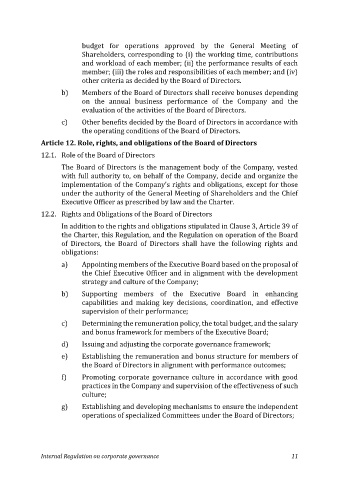 budget for operations approved by the General Meeting of
Shareholders, corresponding to (i) the working time, contributions
and workload of each member; (ii) the performance results of each
member; (iii) the roles and responsibilities of each member; and (iv)
other criteria as decided by the Board of Directors.
b) Members of the Board of Directors shall receive bonuses depending
on the annual business performance of the Company and the
evaluation of the activities of the Board of Directors.
c) Other benefits decided by the Board of Directors in accordance with
the operating conditions of the Board of Directors.
Article 12. Role, rights, and obligations of the Board of Directors
12.1. Role of the Board of Directors
The Board of Directors is the management body of the Company, vested
with full authority to, on behalf of the Company, decide and organize the
implementation of the Company's rights and obligations, except for those
under the authority of the General Meeting of Shareholders and the Chief
Executive Officer as prescribed by law and the Charter.
12.2. Rights and Obligations of the Board of Directors
In addition to the rights and obligations stipulated in Clause 3, Article 39 of
the Charter, this Regulation, and the Regulation on operation of the Board
of Directors, the Board of Directors shall have the following rights and
obligations:
a) Appointing members of the Executive Board based on the proposal of
the Chief Executive Officer and in alignment with the development
strategy and culture of the Company;
b) Supporting members of the Executive Board in enhancing
capabilities and making key decisions, coordination, and effective
supervision of their performance;
c) Determining the remuneration policy, the total budget, and the salary
and bonus framework for members of the Executive Board;
d) Issuing and adjusting the corporate governance framework;
e) Establishing the remuneration and bonus structure for members of
the Board of Directors in alignment with performance outcomes;
f) Promoting corporate governance culture in accordance with good
practices in the Company and supervision of the effectiveness of such
culture;
g) Establishing and developing mechanisms to ensure the independent
operations of specialized Committees under the Board of Directors;
Internal Regulation on corporate governance 11